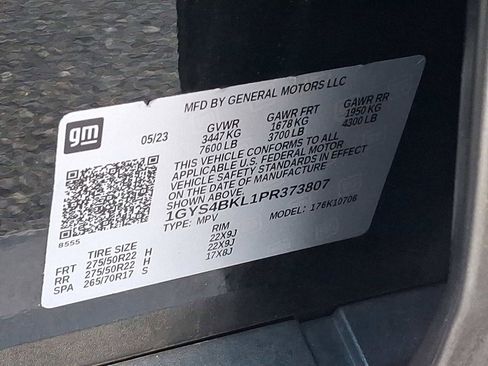 MFD BY GENERAL MOTORS LLC
gm
05/23 GVWR GAWR FRT GAWR RR
3447 KG 1678 KG 1950 KG
7600 LB 3700 LB 4300 LB
THIS VEHICLE CONFORMS TO ALL
APPLICABLE U.S. FEDERAL MOTOR
VEHICLE SAFETY STANDARDS IN EFFECT
ON THE DATE OF MANUFACTURE
SHOWN ABOVE.
1GYS4BKL1PR373807
TYPE: MPV MODEL: 176K10706
8555
TIRE SIZE RIM
FRT 275/50R22 H 22X9J
RR 275/50R22 H 22X9J
SPA 265/70R17 S 17X8J